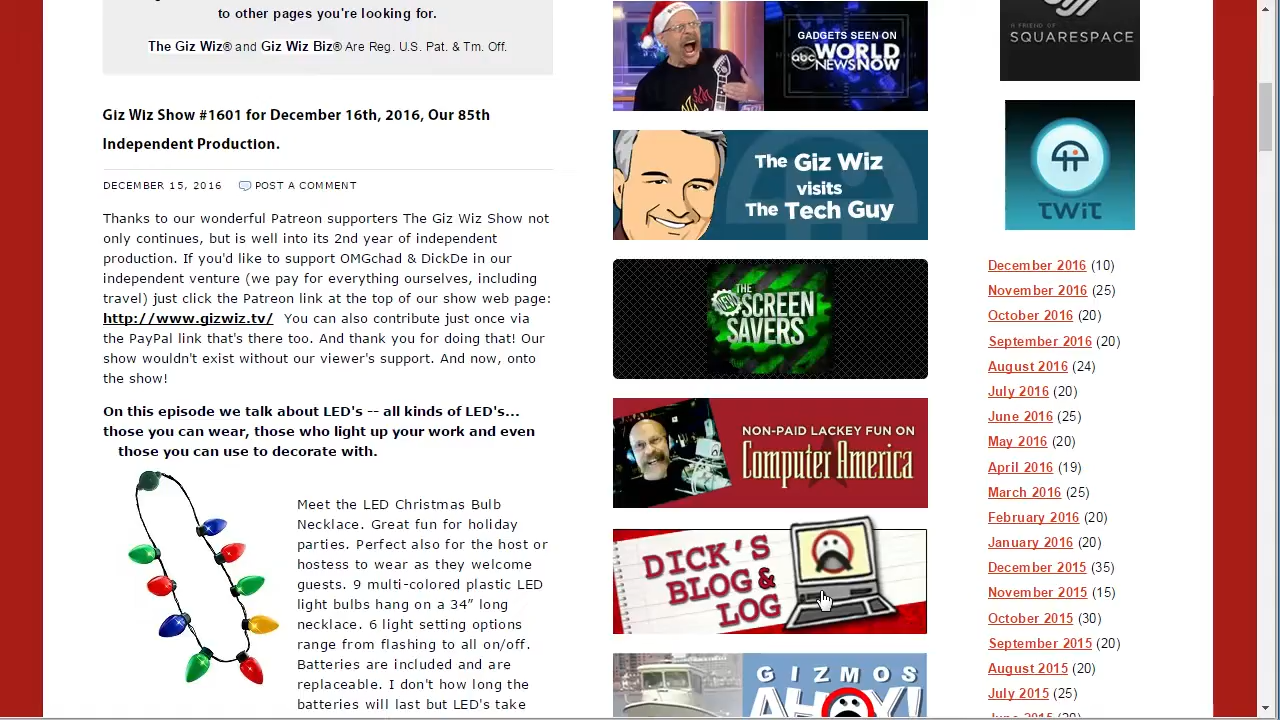 to other pages you're looking for.
The Giz Wiz® and Giz Wiz Biz® Are Reg. U.S. Pat. & Tm. Off.
Giz Wiz Show #1601 for December 16th, 2016, Our 85th
Independent Production.
DECEMBER 15, 2016 POST A COMMENT
Thanks to our wonderful Patreon supporters The Giz Wiz Show not
only continues, but is well into its 2nd year of independent
production. If you'd like to support OMGchad & DickDe in our
independent venture (we pay for everything ourselves, including
travel) just click the Patreon link at the top of our show web page:
http://www.gizwiz.tv/ You can also contribute just once via
the PayPal link that's there too. And thank you for doing that! Our
show wouldn't exist without our viewer's support. And now, onto
the show!
On this episode we talk about LED's -- all kinds of LED's...
those you can wear, those who light up your work and even
those you can use to decorate with.
Meet the LED Christmas Bulb
Necklace. Great fun for holiday
parties. Perfect also for the host or
hostess to wear as they welcome
guests. 9 multi-colored plastic LED
light bulbs hang on a 34” long
necklace. 6 light setting options
range from flashing to all on/off.
Batteries are included and are
replaceable. I don't how long the
batteries will last but LED's take
GADGETS SEEN ON
abc WORLD
NEWS NOW
The Giz Wiz
visits
The Tech Guy
THE
NEW SCREEN
SAVERS
NON-PAID LACKEY FUN ON
Computer America
DICK'S
BLOG &
LOG
GIZMOS
AHOY!
A FRIEND OF
SQUARESPACE
TWiT
December 2016 (10)
November 2016 (25)
October 2016 (20)
September 2016 (20)
August 2016 (24)
July 2016 (20)
June 2016 (25)
May 2016 (20)
April 2016 (19)
March 2016 (25)
February 2016 (20)
January 2016 (20)
December 2015 (35)
November 2015 (15)
October 2015 (30)
September 2015 (20)
August 2015 (20)
July 2015 (25)
June 2015 (20)